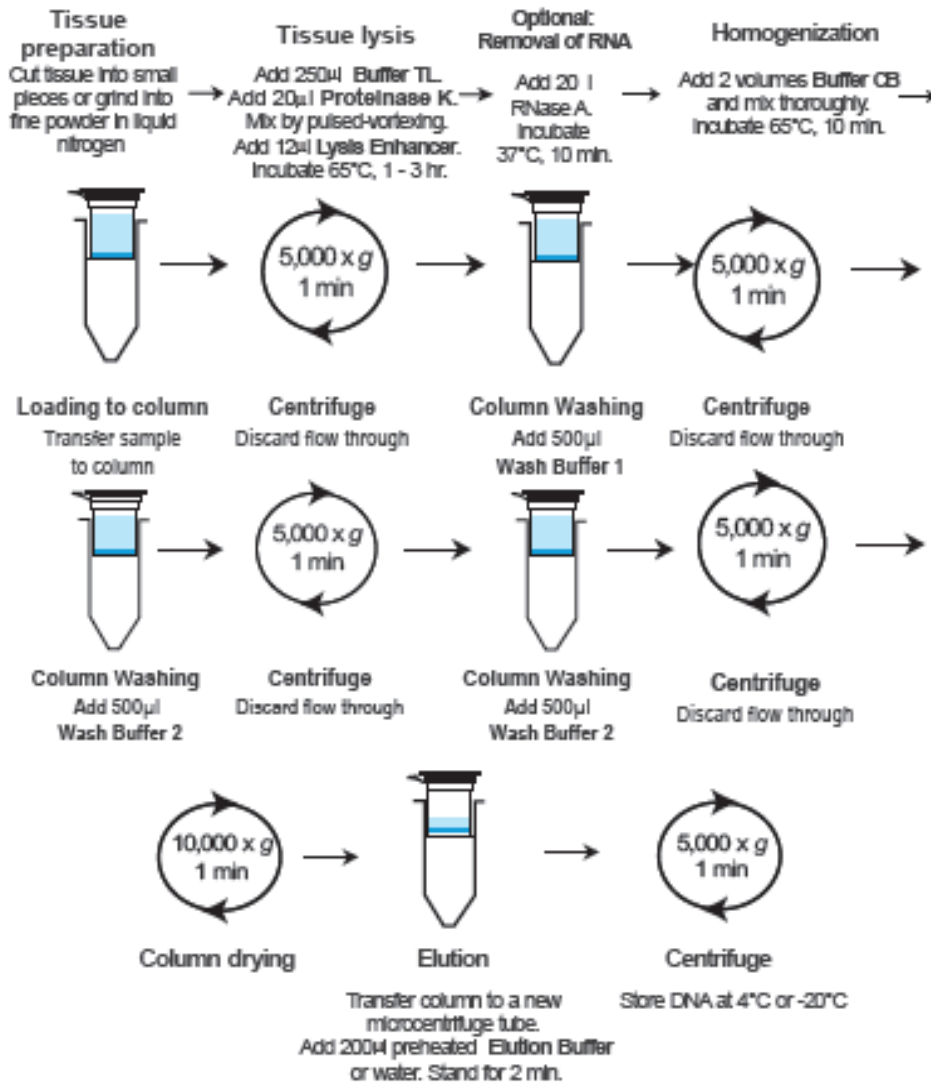 Tissue
preparation
Cut tissue into small
pieces or grind into
fine powder in liquid
nitrogen
Tissue lysis
Add 250µl Buffer TL.
Add 20µl Proteinase K.
Mix by pulsed-vortexing.
Add 12µl Lysis Enhancer.
Incubate 65°C, 1 - 3 hr.
Optional:
Removal of RNA
Add 20 l
RNase A.
Incubate
37°C, 10 min.
Homogenization
Add 2 volumes Buffer CB
and mix thoroughly.
Incubate 65°C, 10 min.
5,000 x g
1 min
5,000 x g
1 min
Loading to column
Transfer sample
to column
Centrifuge
Discard flow through
Column Washing
Add 500µl
Wash Buffer 1
Centrifuge
Discard flow through
5,000 x g
1 min
5,000 x g
1 min
Column Washing
Add 500µl
Wash Buffer 2
Centrifuge
Discard flow through
Column Washing
Add 500µl
Wash Buffer 2
Centrifuge
Discard flow through
10,000 x g
1 min
5,000 x g
1 min
Column drying
Elution
Transfer column to a new
microcentrifuge tube.
Add 200µl preheated Elution Buffer
or water. Stand for 2 min.
Centrifuge
Store DNA at 4°C or -20°C